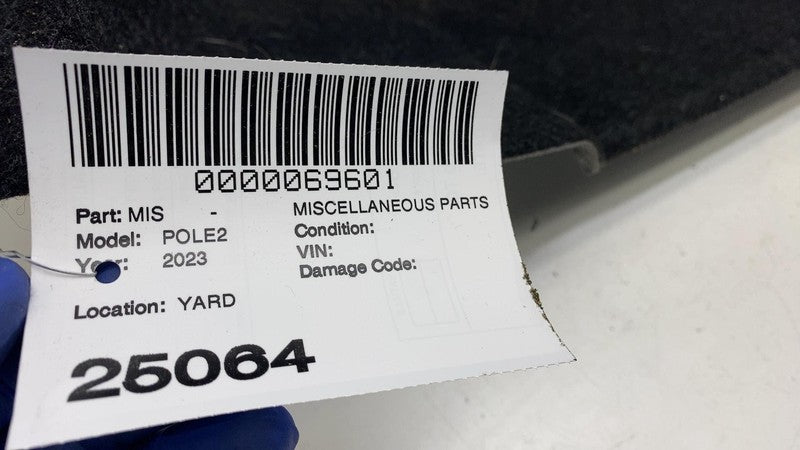 0000069601
Part: MIS - MISCELLANEOUS PARTS
Model: POLE2 Condition:
Year: 2023 VIN:
Damage Code:
Location: YARD
25064